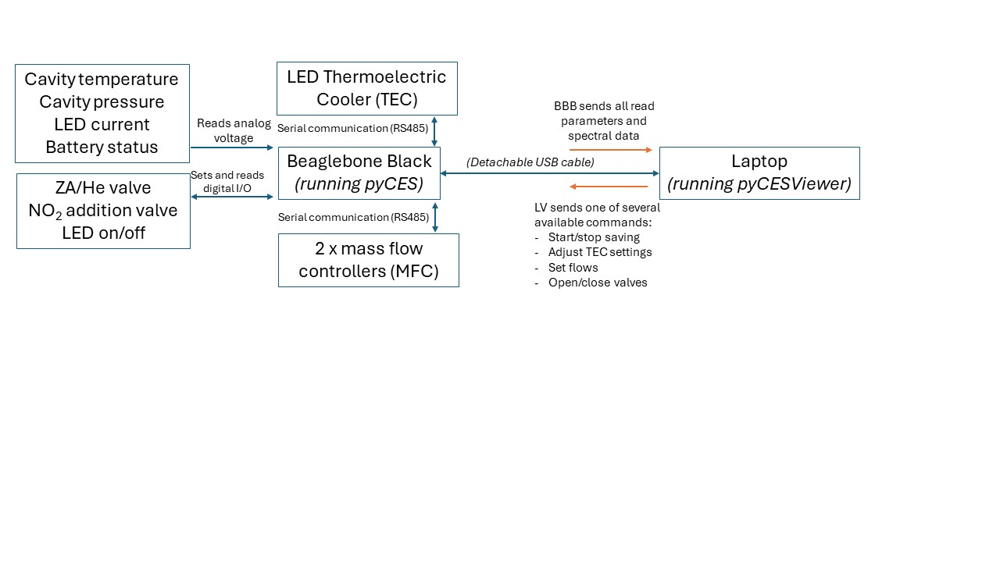 Cavity temperature
Cavity pressure
LED current
Battery status
Reads analog
voltage
ZA/He valve
NO₂ addition valve
LED on/off
Sets and reads
digital I/O
LED Thermoelectric
Cooler (TEC)
Serial communication (RS485)
Beaglebone Black
(running pyCES)
Serial communication (RS485)
2 x mass flow
controllers (MFC)
BBB sends all read
parameters and
spectral data
(Detachable USB cable)
LV sends one of several
available commands:
- Start/stop saving
- Adjust TEC settings
- Set flows
- Open/close valves
Laptop
(running pyCESViewer)